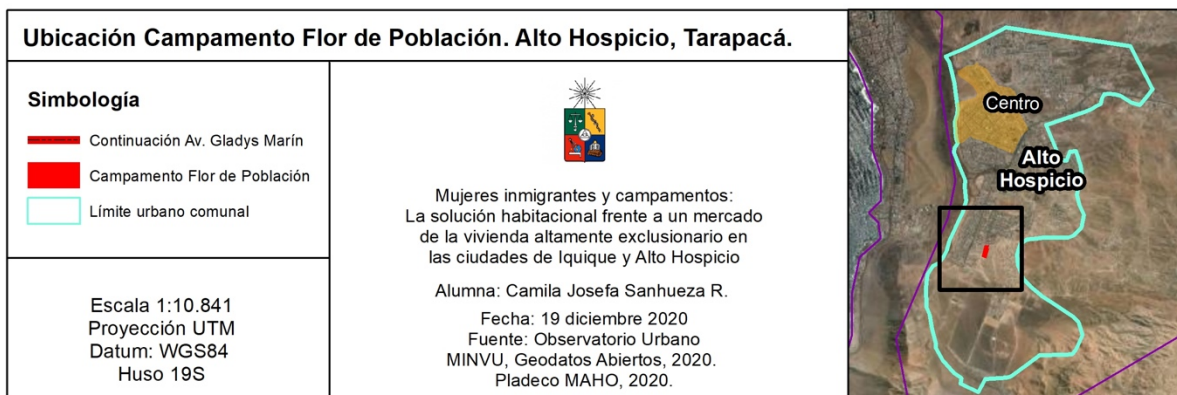 Ubicación Campamento Flor de Población. Alto Hospicio, Tarapacá.
Simbología
Continuación Av. Gladys Marín
Campamento Flor de Población
Límite urbano comunal
Escala 1:10.841
Proyección UTM
Datum: WGS84
Huso 19S
Mujeres inmigrantes y campamentos:
La solución habitacional frente a un mercado
de la vivienda altamente exclusionario en
las ciudades de Iquique y Alto Hospicio
Alumna: Camila Josefa Sanhueza R.
Fecha: 19 diciembre 2020
Fuente: Observatorio Urbano
MINVU, Geodatos Abiertos, 2020.
Pladeco MAHO, 2020.
Centro
Alto
Hospicio